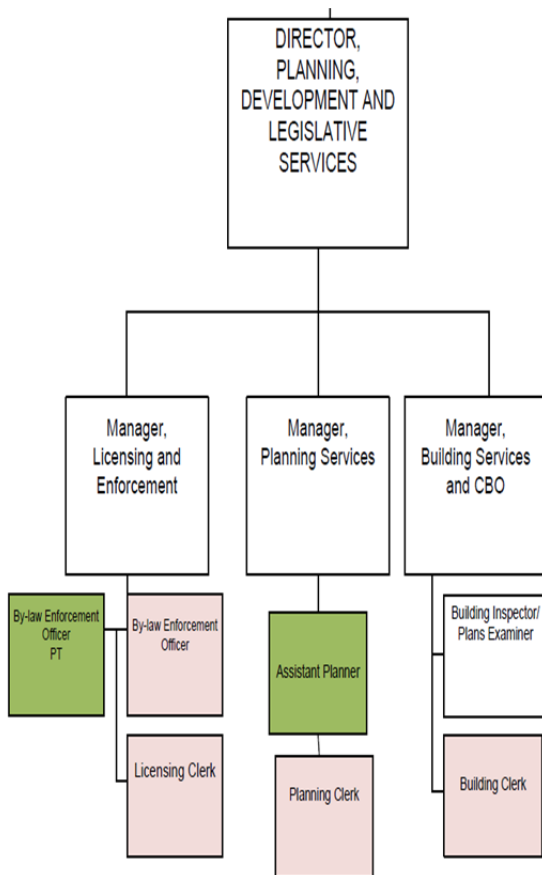 DIRECTOR,
PLANNING,
DEVELOPMENT AND
LEGISLATIVE
SERVICES
Manager,
Licensing and
Enforcement
Manager,
Planning Services
Manager,
Building Services
and CBO
By-law Enforcement
Officer
PT
By-law Enforcement
Officer
Assistant Planner
Building Inspector/
Plans Examiner
Licensing Clerk
Planning Clerk
Building Clerk